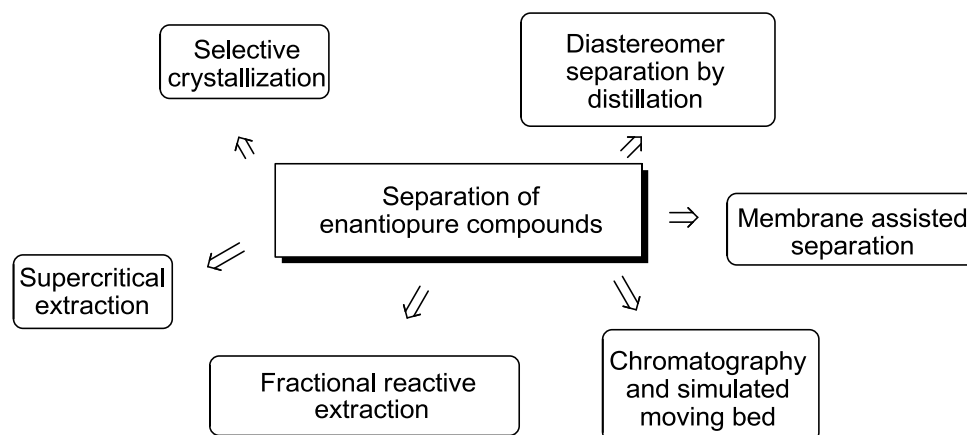 Selective
crystallization
Diastereomer
separation by
distillation
Separation of
enantiopure compounds
Membrane assisted
separation
Supercritical
extraction
Fractional reactive
extraction
Chromatography
and simulated
moving bed